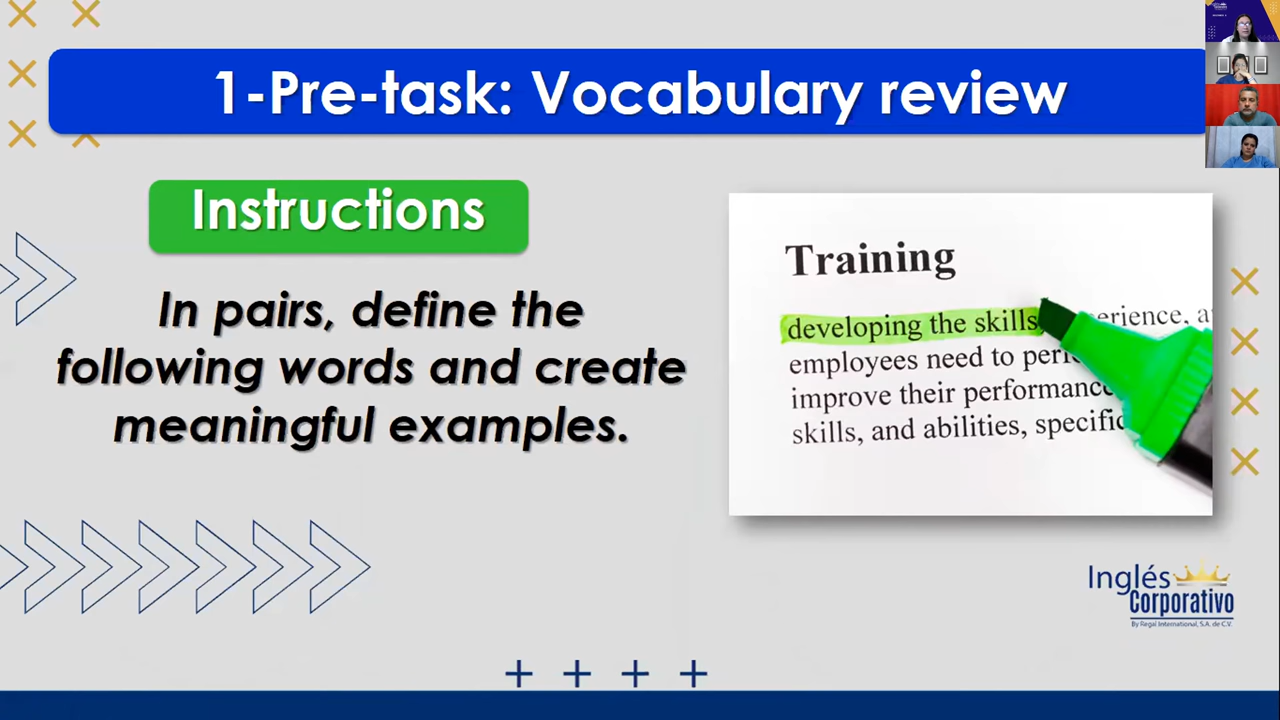 1-Pre-task: Vocabulary review
Instructions
In pairs, define the
following words and create
meaningful examples.
Training
developing the skills
employees need to
improve their performance
skills, and abilities,
Inglés
Corporativo
By Regal International, S.A. de C.V.